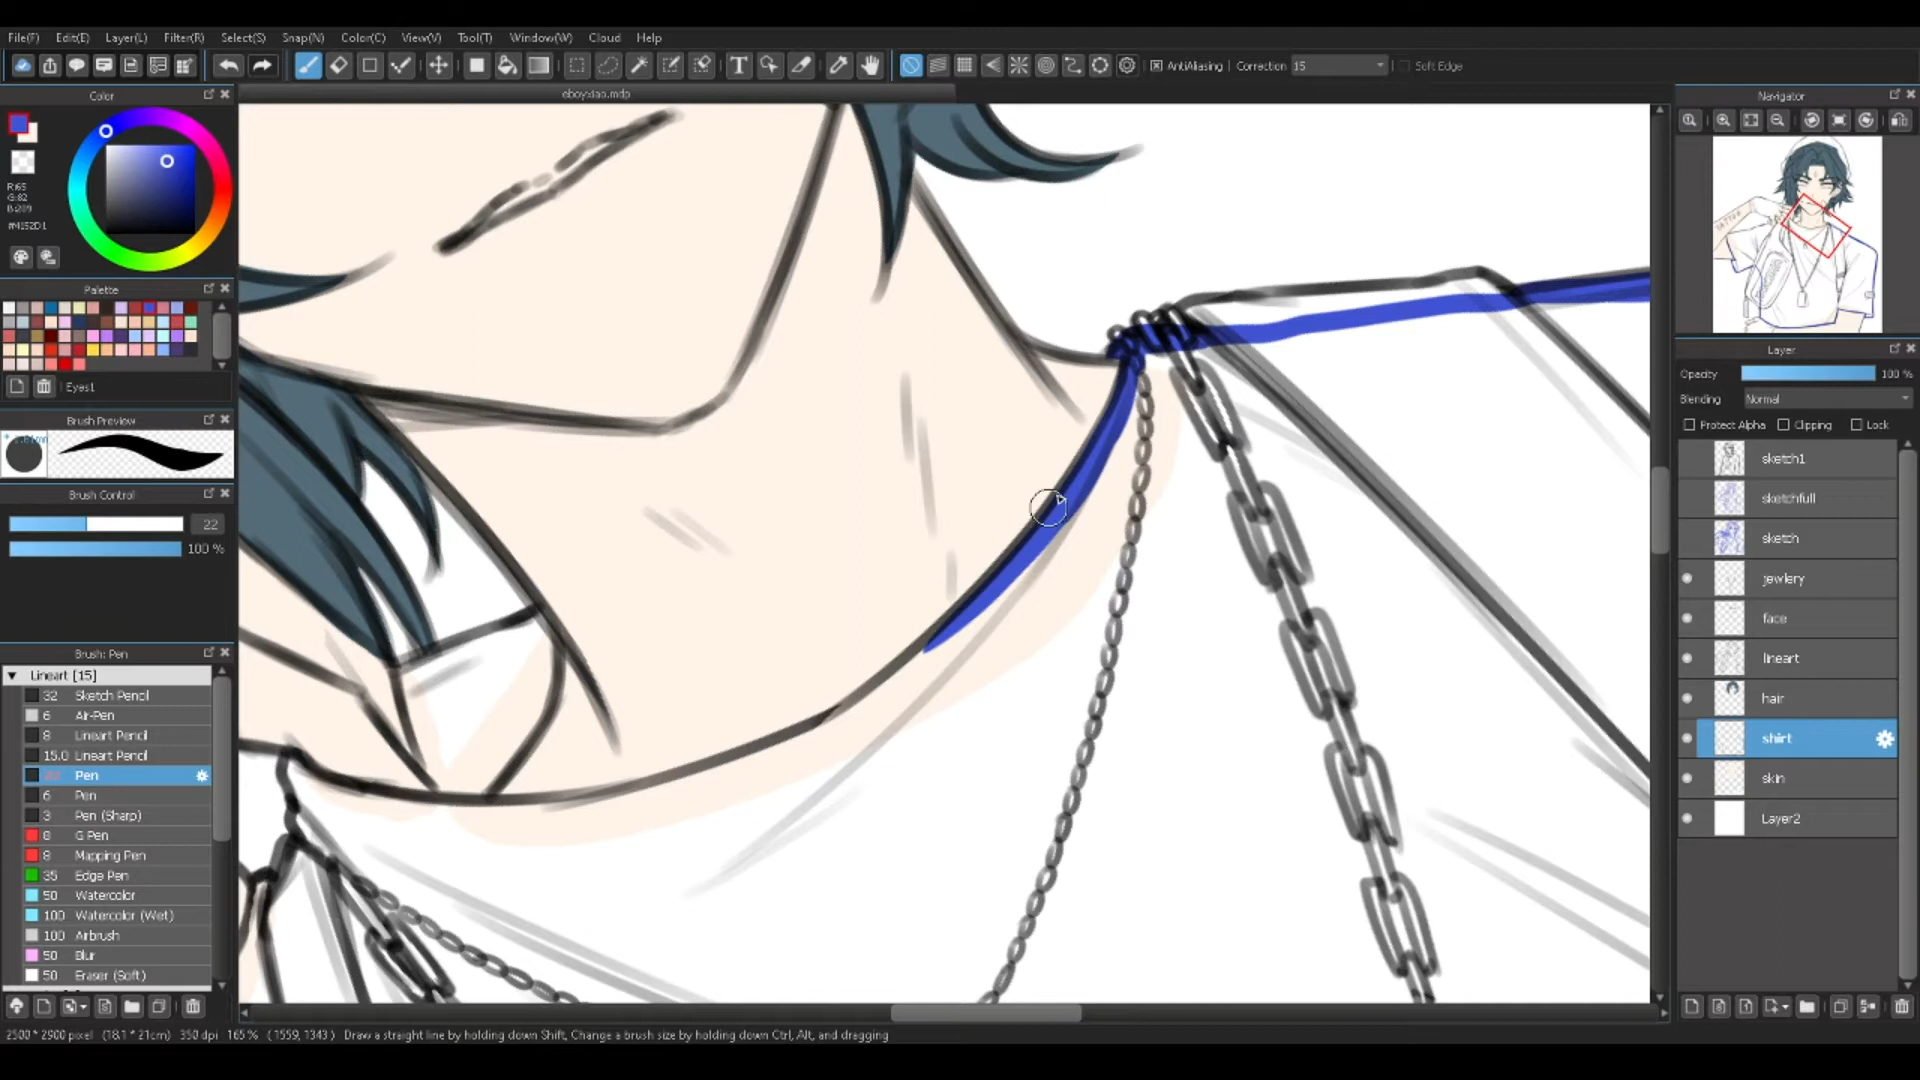 File(F) Edit(E) Layer(L) Filter(R) Select(S) Snap(N) Color(C) View(V) Tool(T) Window(W) Cloud Help
AntiAliasing Correction 15 Soft Edge
Color
eboyxiao.mdp
Navigator
R:65
G:82
B:209
#4152D1
Palette
Eyes1
Brush Preview
Brush Control
22
100 %
Brush: Pen
Lineart [15]
32 Sketch Pencil
6 Air-Pen
8 Lineart Pencil
15.0 Lineart Pencil
22 Pen
6 Pen
3 Pen (Sharp)
8 G Pen
8 Mapping Pen
35 Edge Pen
50 Watercolor
100 Watercolor (Wet)
100 Airbrush
50 Blur
50 Eraser (Soft)
Layer
Opacity 100 %
Blending Normal
Protect Alpha Clipping Lock
sketch1
sketchfull
sketch
jewlery
face
lineart
hair
shirt
skin
Layer2
2500 * 2900 pixel (18.1 * 21cm) 350 dpi 165 % ( 1559, 1343 ) Draw a straight line by holding down Shift, Change a brush size by holding down Ctrl, Alt, and dragging